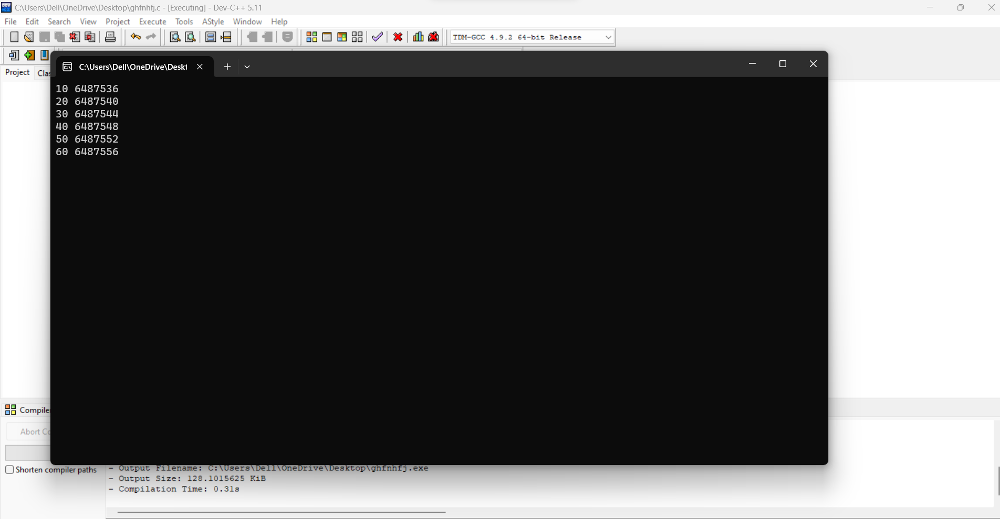 C:\Users\Dell\OneDrive\Desktop\ghfnhfj.c - [Executing] - Dev-C++ 5.11
File Edit Search View Project Execute Tools AStyle Window Help
TDM-GCC 4.9.2 64-bit Release
Project Clas
C:\Users\Dell\OneDrive\Deskt
10 6487536
20 6487540
30 6487544
40 6487548
50 6487552
60 6487556
Compiler
Abort Co
Shorten compiler paths
- Output Filename: C:\Users\Dell\OneDrive\Desktop\ghfnhfj.exe
- Output Size: 128.1015625 KiB
- Compilation Time: 0.31s